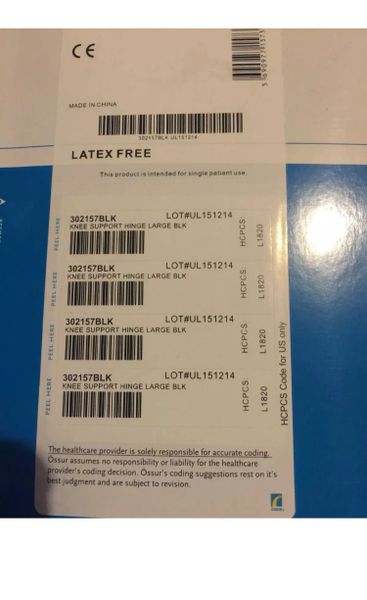 CE
MADE IN CHINA
302157BLK UL151214
LATEX FREE
This product is intended for single patient use.
PEEL HERE
302157BLK LOT#UL151214
KNEE SUPPORT HINGE LARGE BLK
HCPCS
L1820
PEEL HERE
302157BLK LOT#UL151214
KNEE SUPPORT HINGE LARGE BLK
HCPCS
L1820
PEEL HERE
302157BLK LOT#UL151214
KNEE SUPPORT HINGE LARGE BLK
HCPCS
L1820
PEEL HERE
302157BLK LOT#UL151214
KNEE SUPPORT HINGE LARGE BLK
HCPCS
L1820
HCPCS Code for US only
The healthcare provider is solely responsible for accurate coding.
Össur assumes no responsibility or liability for the healthcare
provider's coding decision. Össur's coding suggestions rest on it's
best judgment and are subject to revision.